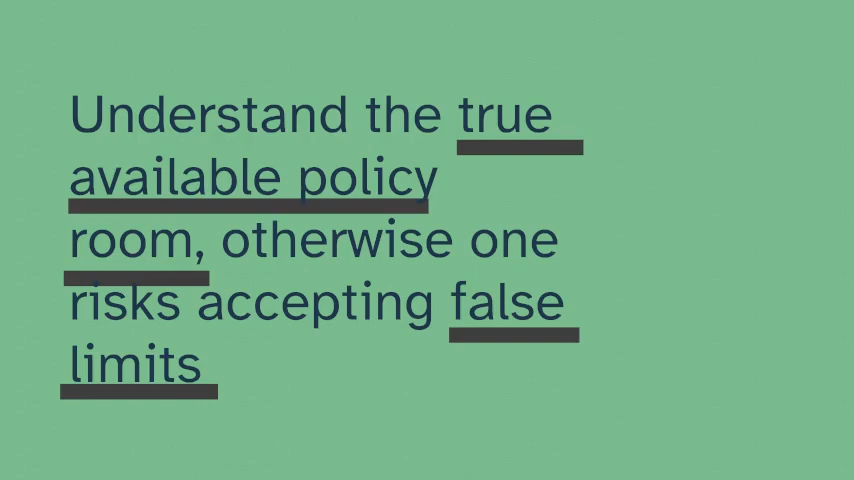 Understand the true
available policy
room, otherwise one
risks accepting false
limits